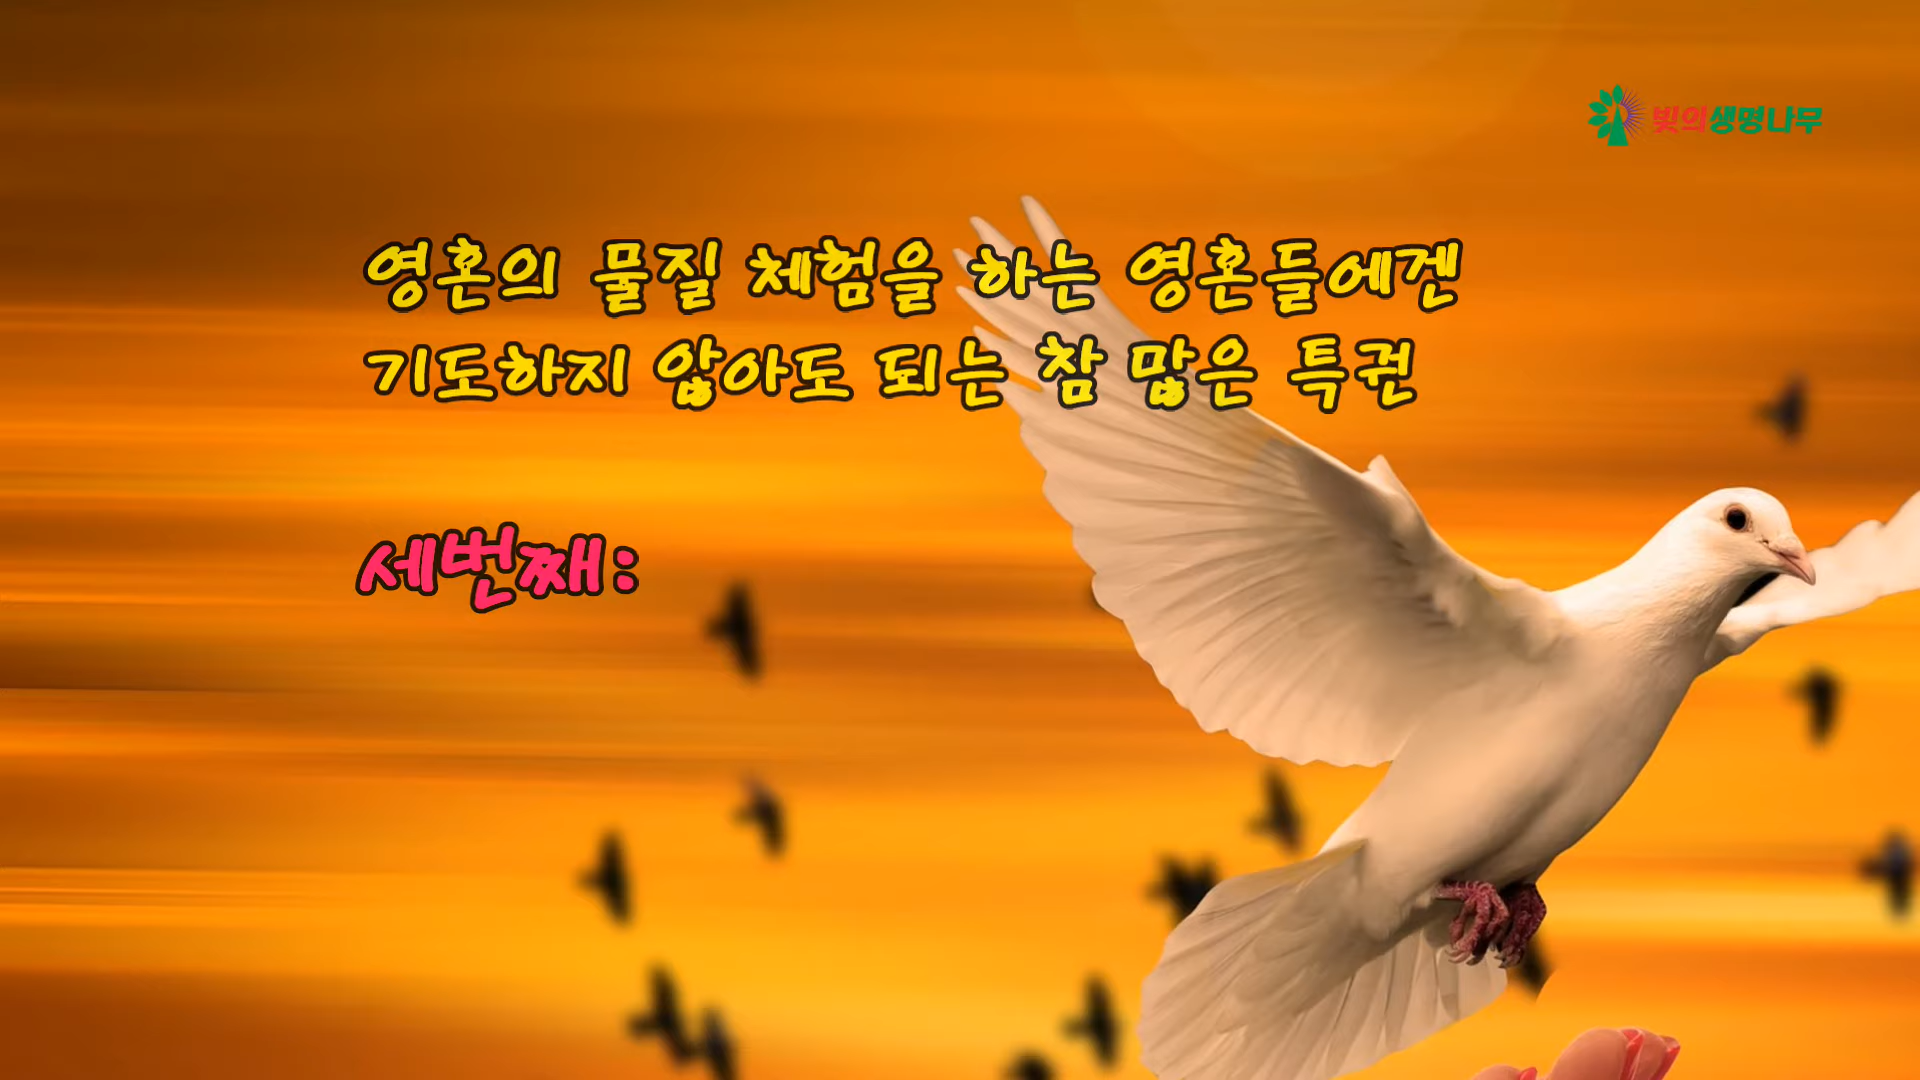 빛의생명나무
영혼의 물질 체험을 하는 영혼들에겐
기도하지 않아도 되는 참 많은 특권
세번째: